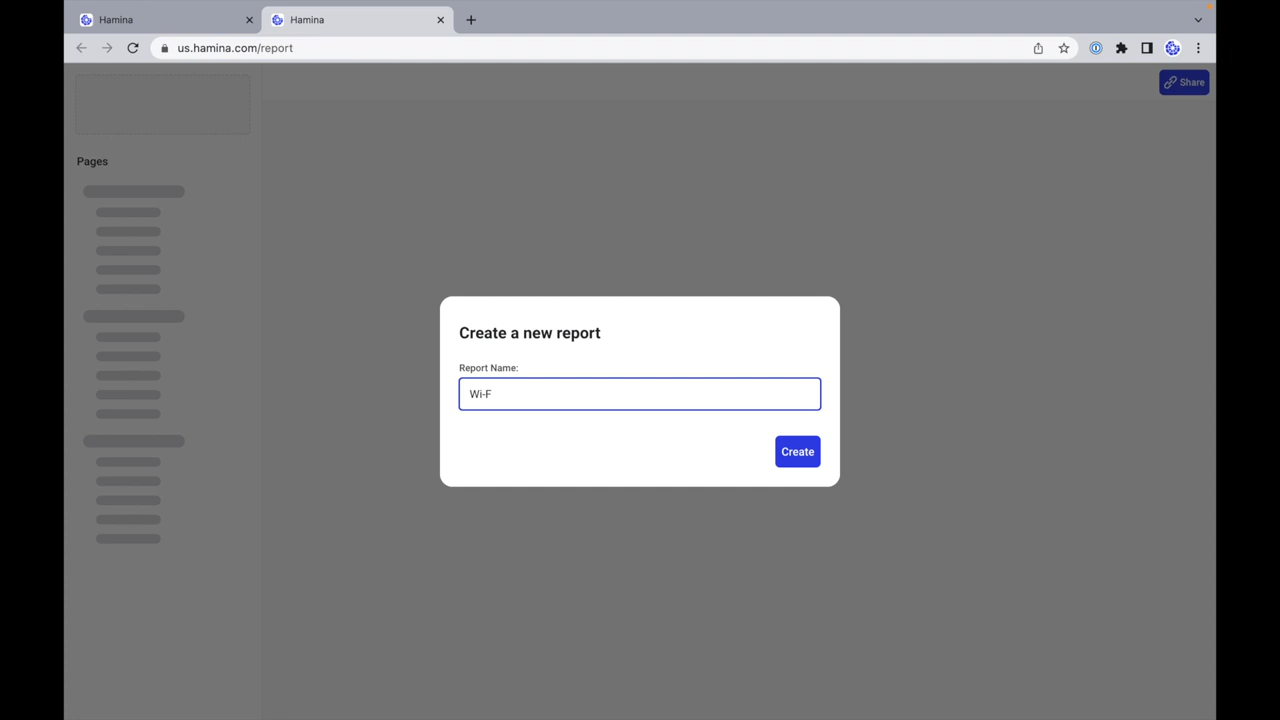 Hamina
Hamina
us.hamina.com/report
Share
Pages
Create a new report
Report Name:
Wi-F
Create